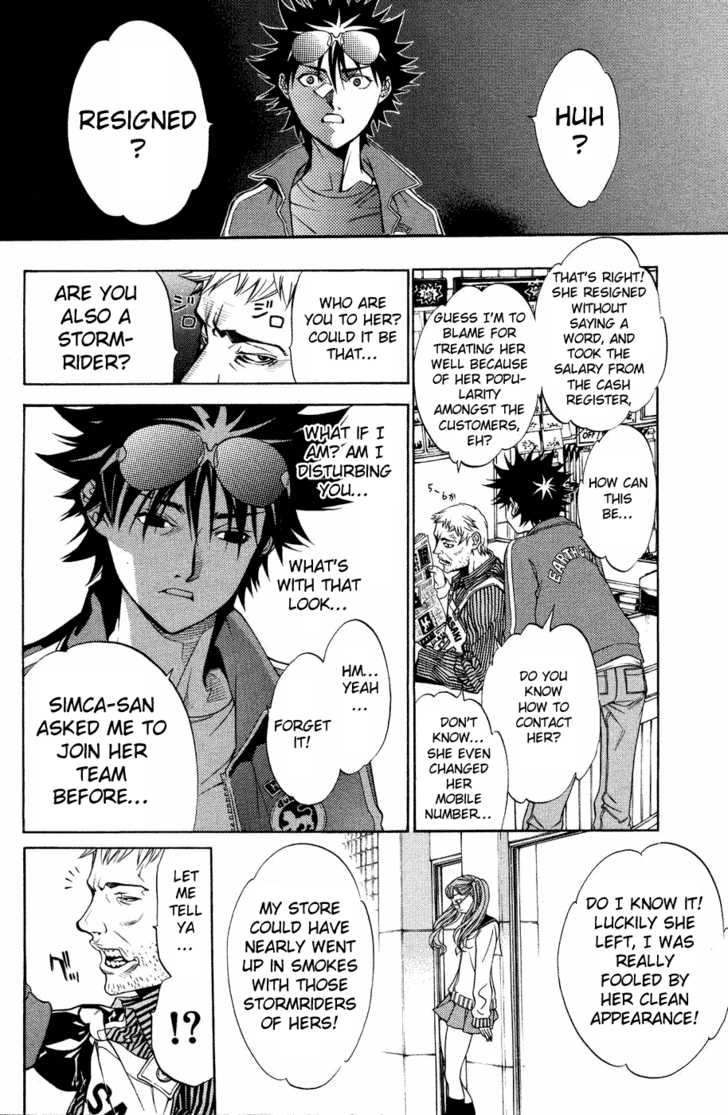 HUH
?
RESIGNED
?
THAT'S RIGHT!
SHE RESIGNED
WITHOUT
SAYING A
WORD, AND
TOOK THE
SALARY FROM
THE CASH
REGISTER,
GUESS I'M TO
BLAME FOR
TREATING HER
WELL BECAUSE
OF HER POPU-
LARITY
AMONGST THE
CUSTOMERS,
EH?
HOW CAN
THIS
BE...
EARTH
DO YOU
KNOW
HOW TO
CONTACT
HER?
DON'T
KNOW...
SHE EVEN
CHANGED
HER
MOBILE
NUMBER...
WHO ARE
YOU TO HER?
COULD IT
BE THAT...
ジロ
ARE YOU
ALSO A
STORM-
RIDER?
WHAT IF I
AM? AM I
DISTURBING
YOU...
WHAT'S
WITH THAT
LOOK...
HM...
YEAH
...
FORGET
IT!
SIMCA-SAN
ASKED ME TO
JOIN HER
TEAM
BEFORE...
DO I KNOW IT!
LUCKILY SHE
LEFT, I WAS
REALLY
FOOLED BY
HER CLEAN
APPEARANCE!
MY STORE
COULD HAVE
NEARLY WENT
UP IN SMOKES
WITH THOSE
STORMRIDERS
OF HERS!
LET
ME
TELL
YA
...
!?